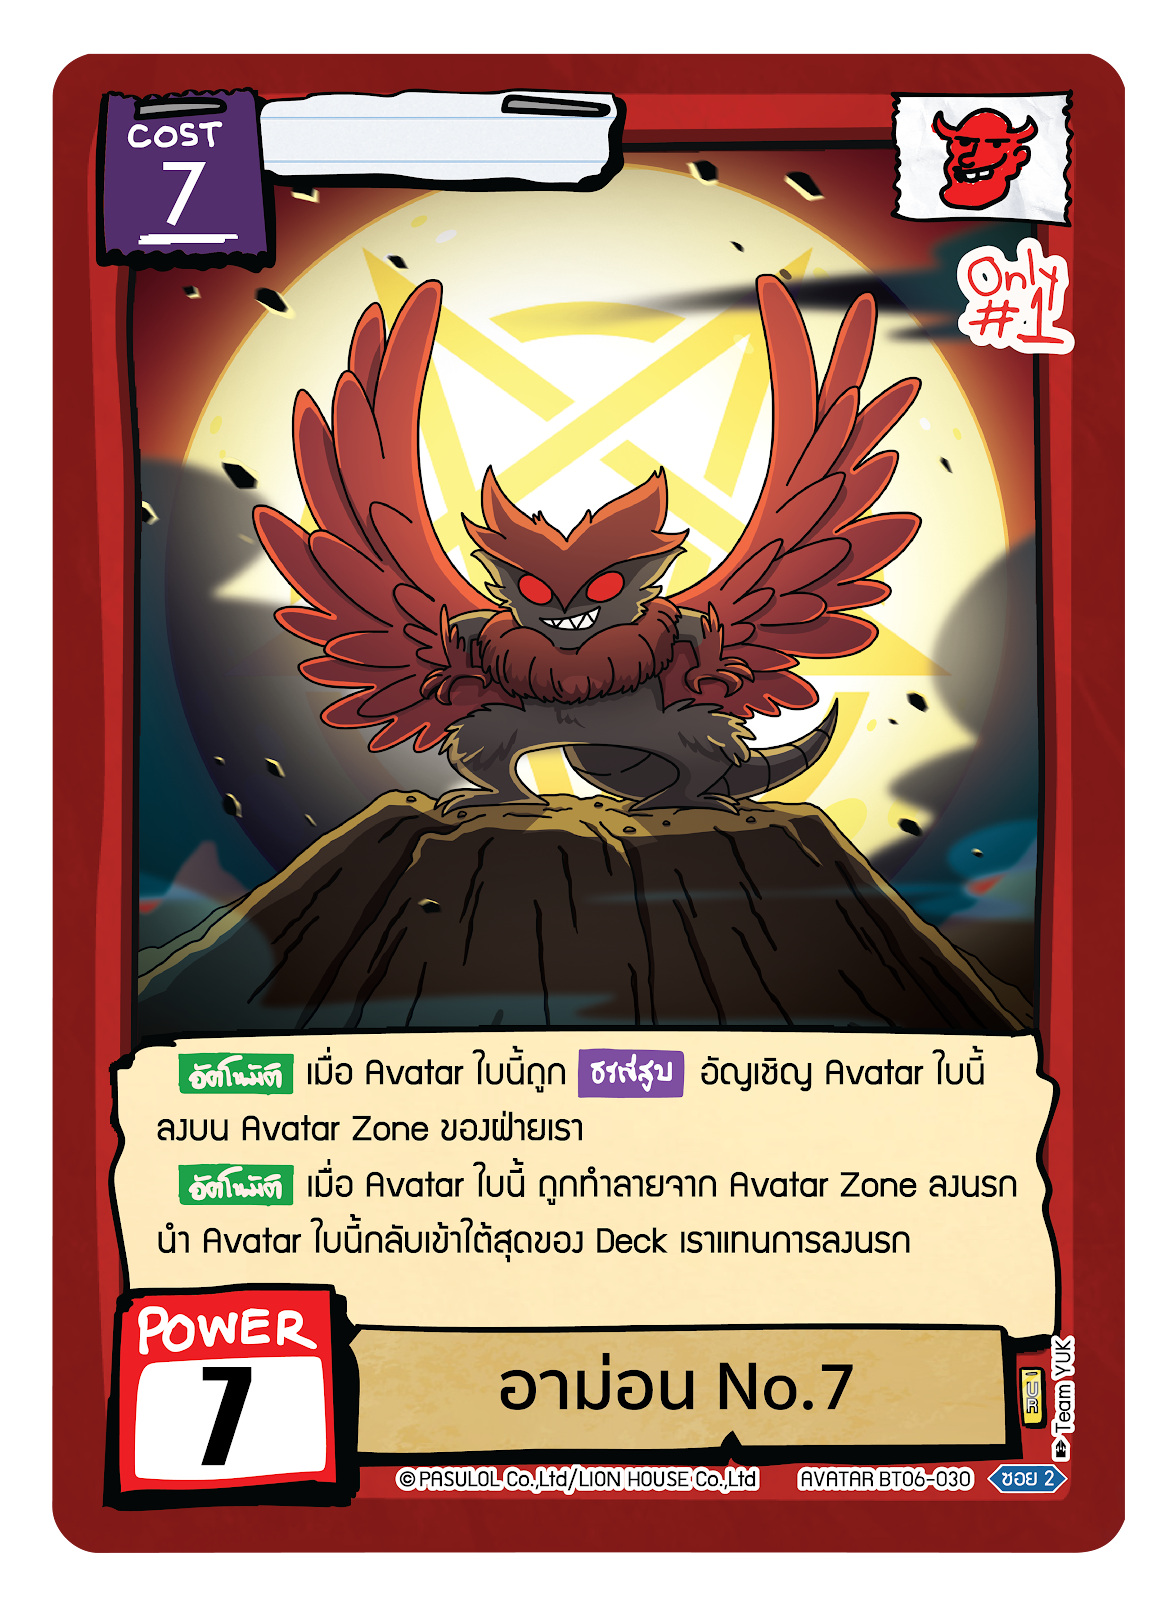 COST
7
Only
#1
อัตโนมัติ เมื่อ Avatar ใบนี้ถูก ธรณีสูบ อัญเชิญ Avatar ใบนี้
ลงบน Avatar Zone ของฝ่ายเรา
อัตโนมัติ เมื่อ Avatar ใบนี้ ถูกทำลายจาก Avatar Zone ลงนรก
นำ Avatar ใบนี้กลับเข้าใต้สุดของ Deck เราแทนการลงนรก
POWER
7
อาม่อน No.7
UR
Team YUK
© PASULOL Co.,Ltd/LION HOUSE Co.,Ltd
AVATAR BT06-030
ซอย 2